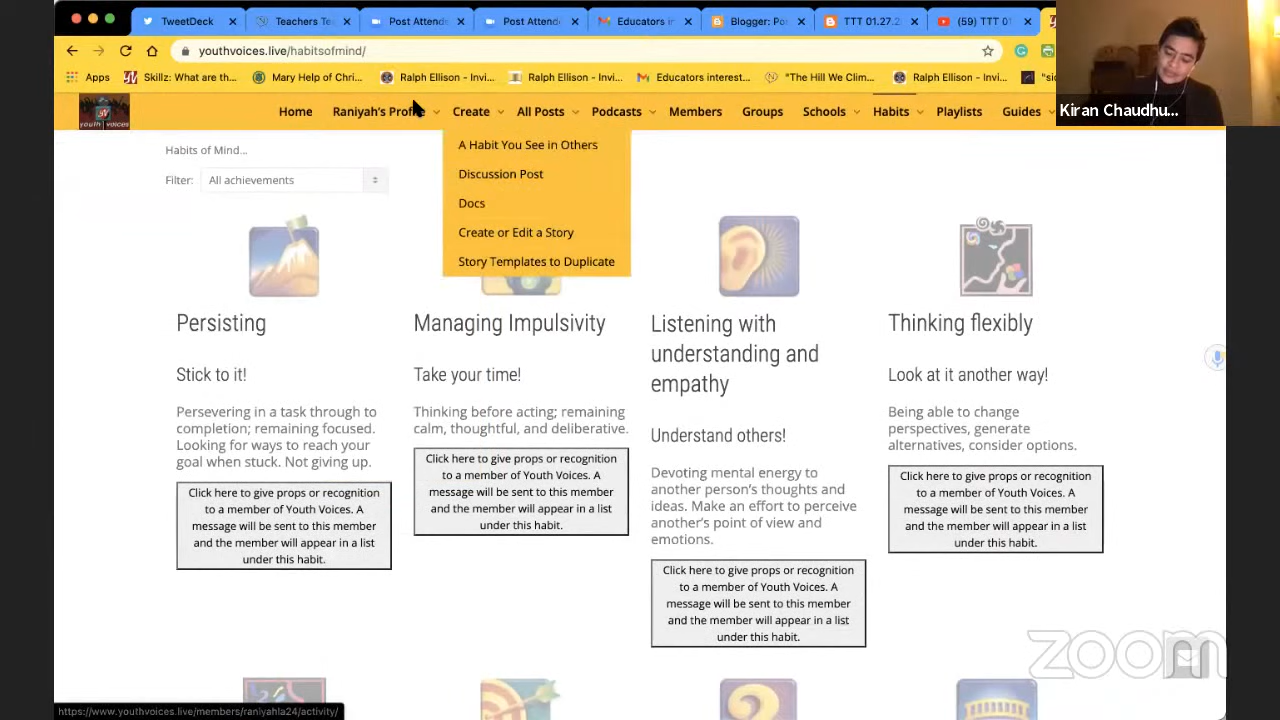 TweetDeck
Teachers Te
Post Attende
Post Attend
Educators in
Blogger: Po
TTT 01.27.2
(59) TTT 01
youthvoices.live/habitsofmind/
Apps
Skillz: What are th...
Mary Help of Chri...
Ralph Ellison - Invi...
Ralph Ellison - Invi...
Educators interest...
"The Hill We Clim...
Ralph Ellison - Invi...
Kiran Chaudhu...
youth voices
Home
Raniyah's Profile
Create
All Posts
Podcasts
Members
Groups
Schools
Habits
Playlists
Guides
A Habit You See in Others
Discussion Post
Docs
Create or Edit a Story
Story Templates to Duplicate
Habits of Mind...
Filter:
All achievements
Persisting
Stick to it!
Persevering in a task through to
completion; remaining focused.
Looking for ways to reach your
goal when stuck. Not giving up.
Click here to give props or recognition
to a member of Youth Voices. A
message will be sent to this member
and the member will appear in a list
under this habit.
Managing Impulsivity
Take your time!
Thinking before acting; remaining
calm, thoughtful, and deliberative.
Click here to give props or recognition
to a member of Youth Voices. A
message will be sent to this member
and the member will appear in a list
under this habit.
Listening with
understanding and
empathy
Understand others!
Devoting mental energy to
another person's thoughts and
ideas. Make an effort to perceive
another's point of view and
emotions.
Click here to give props or recognition
to a member of Youth Voices. A
message will be sent to this member
and the member will appear in a list
under this habit.
Thinking flexibly
Look at it another way!
Being able to change
perspectives, generate
alternatives, consider options.
Click here to give props or recognition
to a member of Youth Voices. A
message will be sent to this member
and the member will appear in a list
under this habit.
zoom
https://www.youthvoices.live/members/raniyahla24/activity/